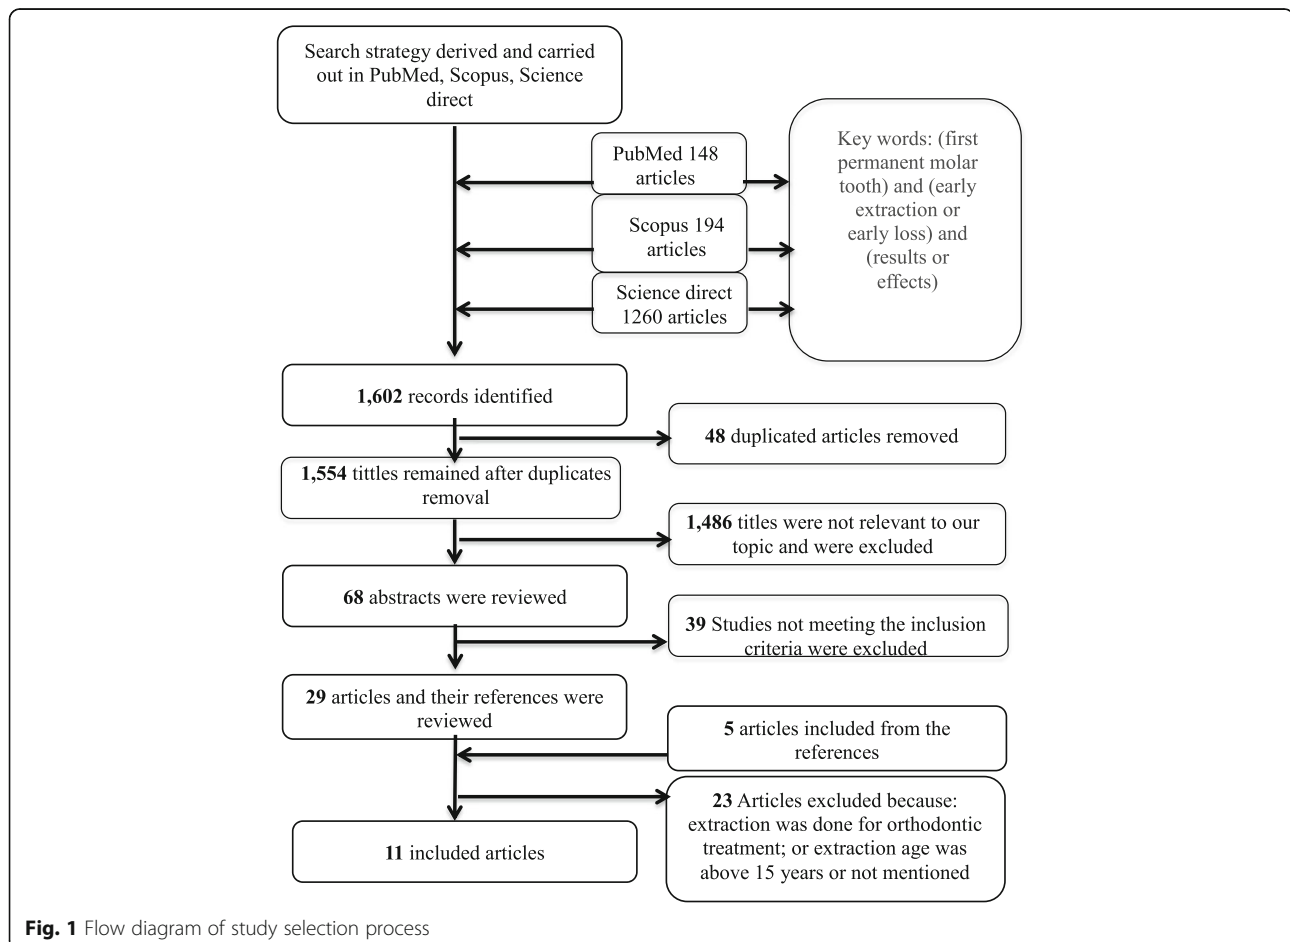 Search strategy derived and carried
out in PubMed, Scopus, Science
direct
PubMed 148
articles
Scopus 194
articles
Science direct
1260 articles
Key words: (first
permanent molar
tooth) and (early
extraction or
early loss) and
(results or
effects)
1,602 records identified
48 duplicated articles removed
1,554 tittles remained after duplicates
removal
1,486 titles were not relevant to our
topic and were excluded
68 abstracts were reviewed
39 Studies not meeting the inclusion
criteria were excluded
29 articles and their references were
reviewed
5 articles included from the
references
23 Articles excluded because:
extraction was done for orthodontic
treatment; or extraction age was
above 15 years or not mentioned
11 included articles
Fig. 1 Flow diagram of study selection process